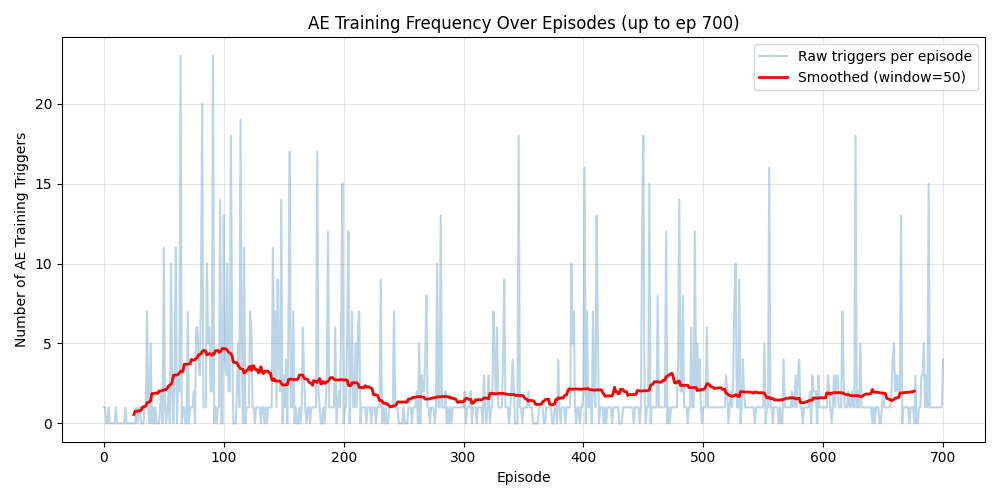 AE Training Frequency Over Episodes (up to ep 700)
Raw triggers per episode
Smoothed (window=50)
Number of AE Training Triggers
20
15
10
5
0
0 100 200 300 400 500 600 700
Episode